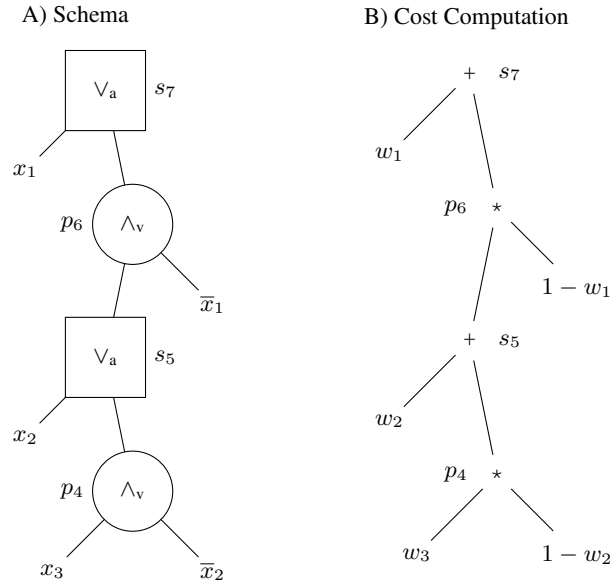 A) Schema
B) Cost Computation
∨ₐ s₇
+ s₇
x₁
w₁
p₆ ∧ᵥ
p₆ ⋆
x̅₁
1 − w₁
∨ₐ s₅
+ s₅
x₂
w₂
p₄ ∧ᵥ
p₄ ⋆
x₃
x̅₂
w₃
1 − w₂